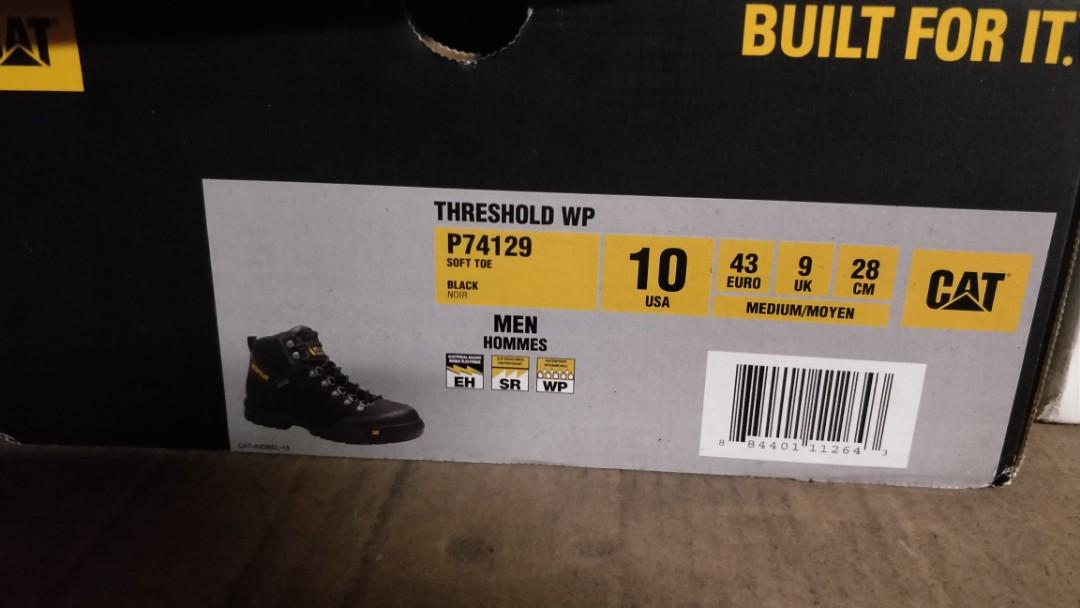 CAT
BUILT FOR IT.
THRESHOLD WP
P74129
SOFT TOE
BLACK
NOIR
10
USA
43
EURO
9
UK
28
CM
MEDIUM/MOYEN
CAT
MEN
HOMMES
EH
SR
WP
8 84401 11264 3